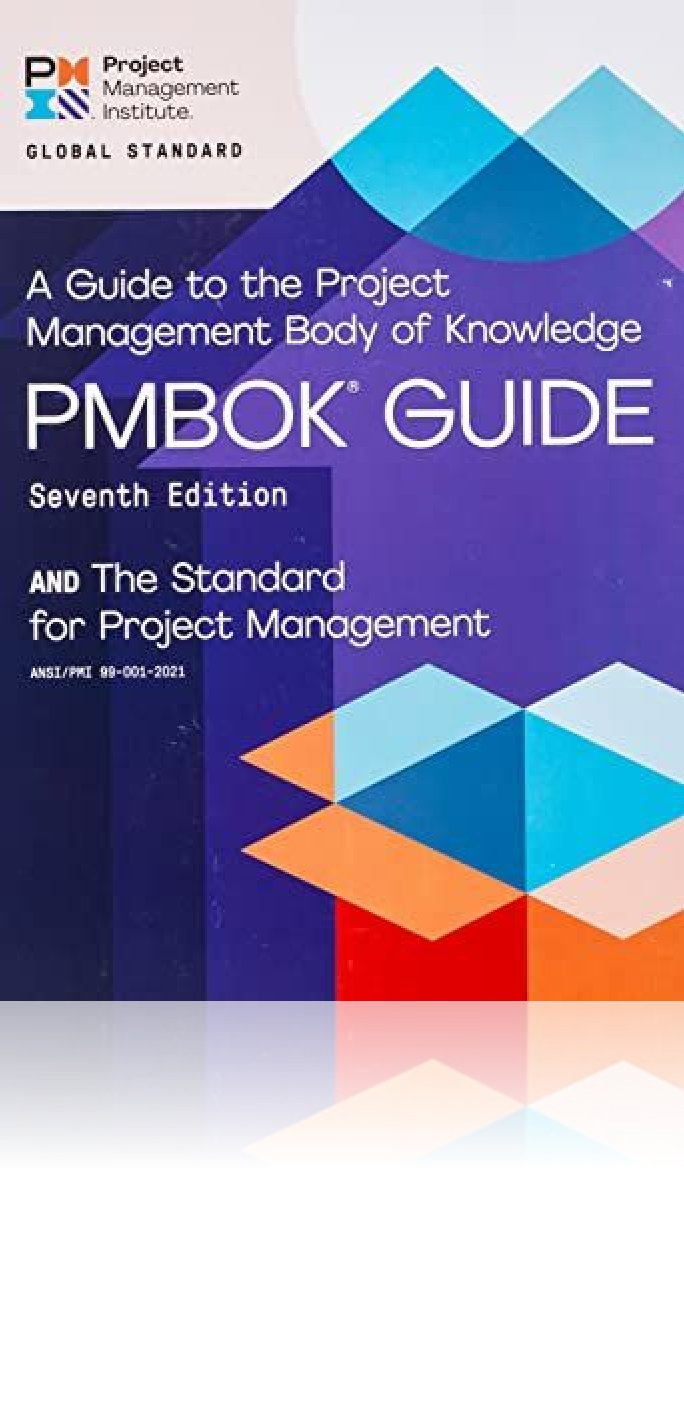 PMI
Project
Management
Institute.
GLOBAL STANDARD
A Guide to the Project
Management Body of Knowledge
PMBOK® GUIDE
Seventh Edition
AND The Standard
for Project Management
ANSI/PMI 99-001-2021